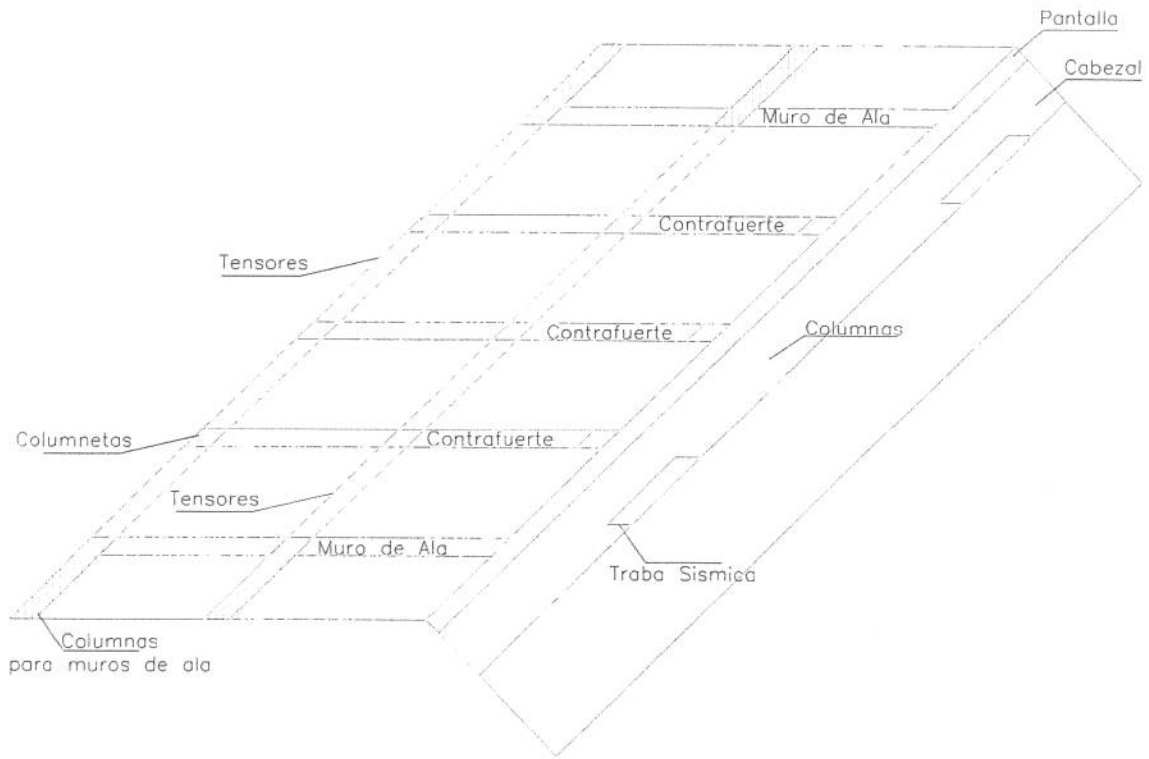 Pantalla
Cabezal
Muro de Ala
Contrafuerte
Tensores
Columnas
Contrafuerte
Columnetas
Contrafuerte
Tensores
Muro de Ala
Traba Sismica
Columnas
para muros de ala